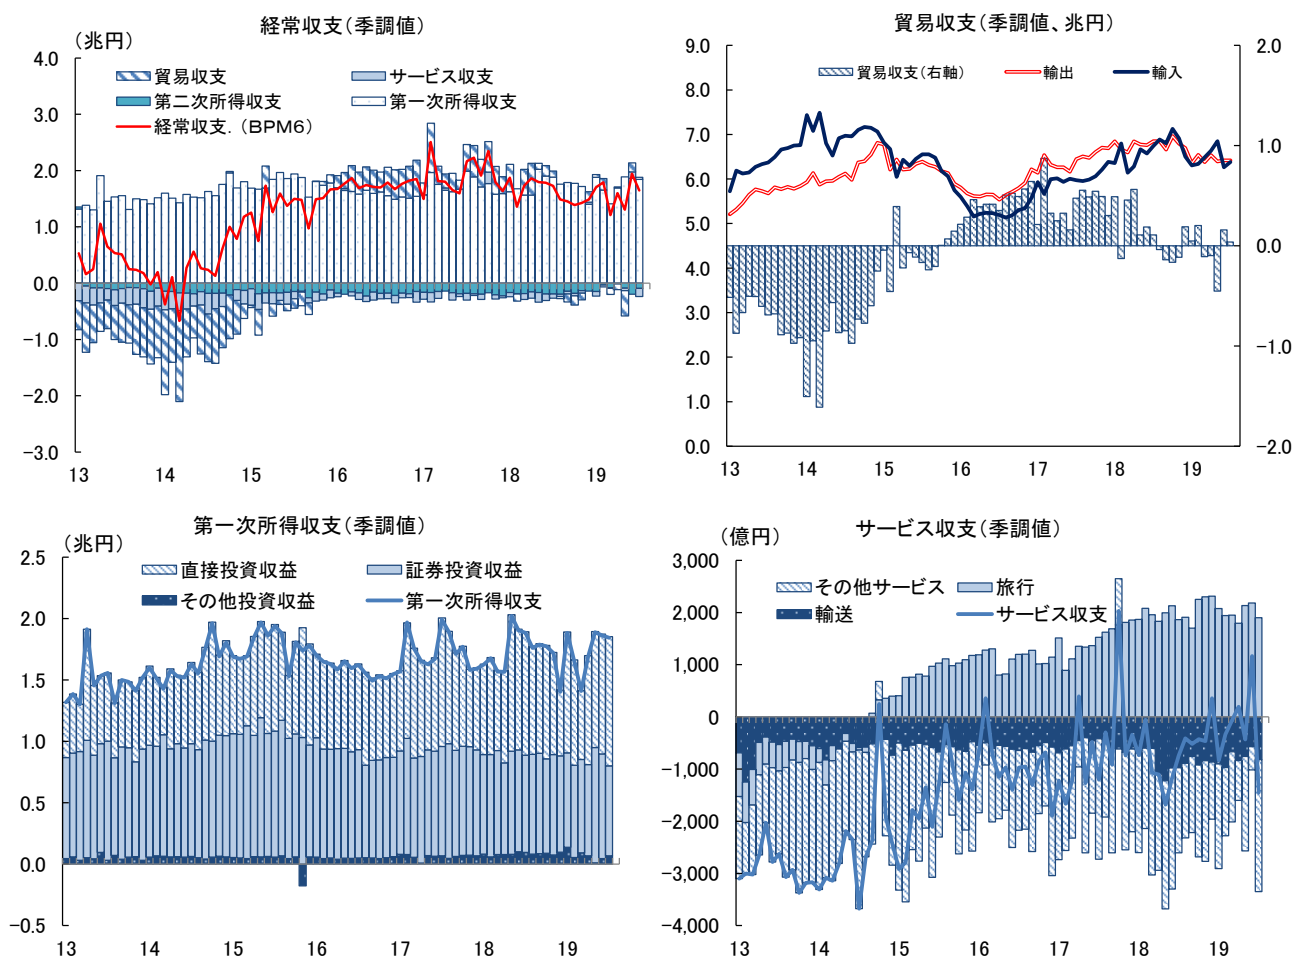 経常収支（季調値）
（兆円）
貿易収支
サービス収支
第二次所得収支
第一次所得収支
経常収支．（BPM6）
4.0
3.0
2.0
1.0
0.0
−1.0
−2.0
−3.0
13 14 15 16 17 18 19
貿易収支（季調値、兆円）
貿易収支（右軸）
輸出
輸入
9.0
8.0
7.0
6.0
5.0
4.0
3.0
2.0
1.0
0.0
2.0
1.0
0.0
−1.0
−2.0
13 14 15 16 17 18 19
第一次所得収支（季調値）
（兆円）
直接投資収益
証券投資収益
その他投資収益
第一次所得収支
2.5
2.0
1.5
1.0
0.5
0.0
−0.5
13 14 15 16 17 18 19
サービス収支（季調値）
（億円）
その他サービス
旅行
輸送
サービス収支
3,000
2,000
1,000
0
−1,000
−2,000
−3,000
−4,000
13 14 15 16 17 18 19